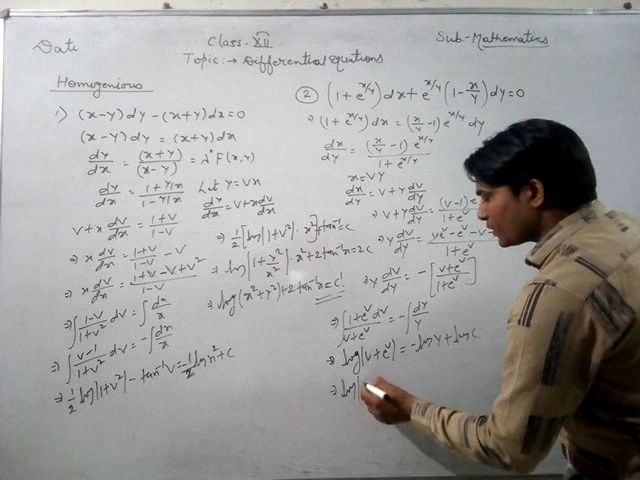 Date
Class - XII
Sub:- Mathematics
Topic:→ Differential equations
Homogenious
1) (x-y)dy - (x+y)dx = 0
(x-y)dy = (x+y)dx
dy/dx = (x+y)/(x-y) = λ° F(x,y)
dy/dx = (1+y/x)/(1-y/x) Let y = vx
dy/dx = v+x dv/dx
v+x dv/dx = (1+v)/(1-v)
⇒ x dv/dx = (1+v)/(1-v) - v
⇒ x dv/dx = (1+v-v+v²)/(1-v)
⇒ ∫ (1-v)/(1+v²) dv = ∫ dx/x
⇒ ∫ (v-1)/(1+v²) dv = -∫ dx/x
⇒ 1/2 log|1+v²| - tan⁻¹v = -1/2 log x² + c
⇒ 1/2 [log|1+v²| · x²] + tan⁻¹ = c
⇒ log|1+y²/x²| · x² + 2 tan⁻¹x = 2c
⇒ log(x²+y²) + 2 tan⁻¹x = c'
2 (1+e^(x/y))dx + e^(x/y)(1-x/y)dy = 0
⇒ (1+e^(x/y))dx = (x/y - 1)e^(x/y) dy
dx/dy = (x/y - 1)e^(x/y)/(1+e^(x/y))
x = vy
dx/dy = v+y dv/dy
⇒ v+y dv/dy = (v-1)e/(1+e
⇒ y dv/dy = (ve^v - e^v - v -/(1+e^v
⇒ y dv/dy = -[(v+e^v)/(1+e^v)]
⇒ ∫ (1+e^v)dv/(v+e^v) = -∫ dy/y
⇒ log(v+e^v) = -log y + log c
⇒ log|